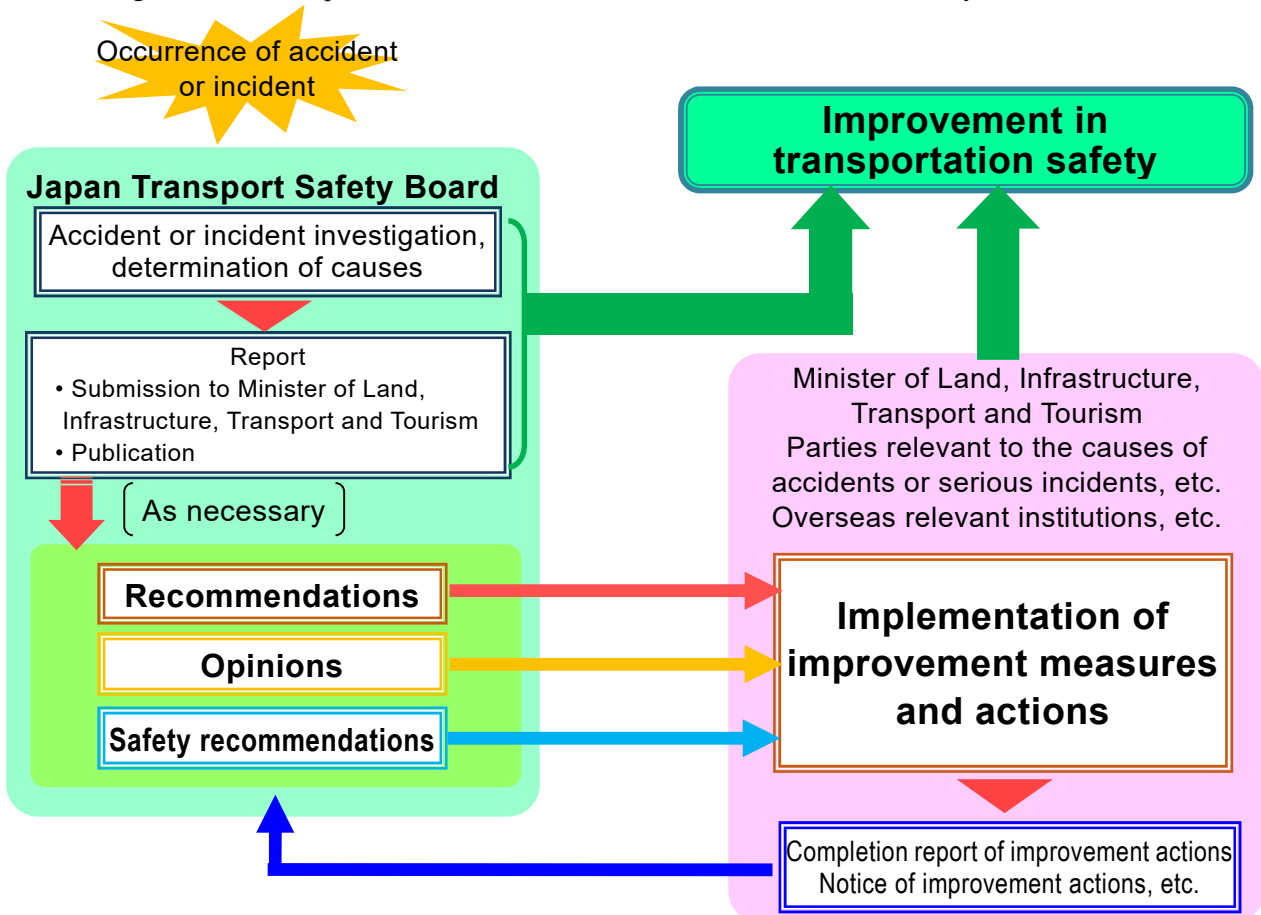 Occurrence of accident
or incident
Improvement in
transportation safety
Japan Transport Safety Board
Accident or incident investigation,
determination of causes
Report
• Submission to Minister of Land,
Infrastructure, Transport and Tourism
• Publication
[As necessary]
Recommendations
Opinions
Safety recommendations
Minister of Land, Infrastructure,
Transport and Tourism
Parties relevant to the causes of
accidents or serious incidents, etc.
Overseas relevant institutions, etc.
Implementation of
improvement measures
and actions
Completion report of improvement actions
Notice of improvement actions, etc.